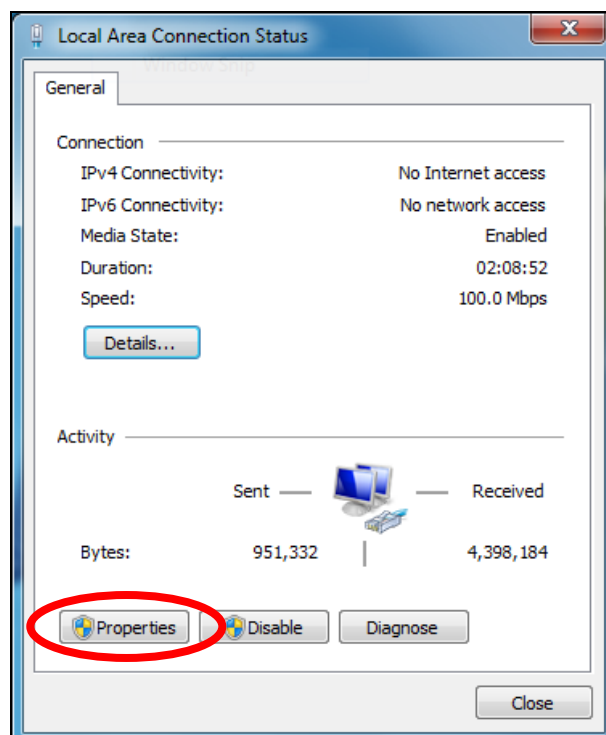 Local Area Connection Status
X
Window Snip
General
Connection
IPv4 Connectivity: No Internet access
IPv6 Connectivity: No network access
Media State: Enabled
Duration: 02:08:52
Speed: 100.0 Mbps
Details...
Activity
Sent Received
Bytes: 951,332 4,398,184
Properties Disable Diagnose
Close